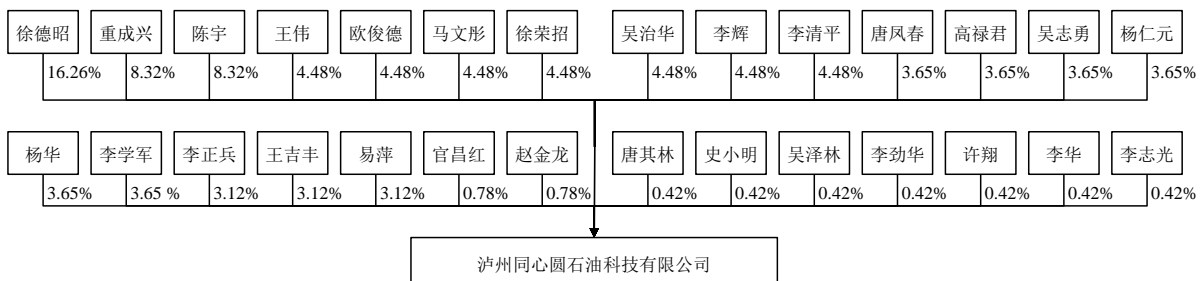 徐德昭 重成兴 陈宇 王伟 欧俊德 马文彤 徐荣招 吴治华 李辉 李清平 唐凤春 高禄君 吴志勇 杨仁元
16.26% 8.32% 8.32% 4.48% 4.48% 4.48% 4.48% 4.48% 4.48% 4.48% 3.65% 3.65% 3.65% 3.65%
杨华 李学军 李正兵 王吉丰 易萍 官昌红 赵金龙 唐其林 史小明 吴泽林 李劲华 许翔 李华 李志光
3.65% 3.65 % 3.12% 3.12% 3.12% 0.78% 0.78% 0.42% 0.42% 0.42% 0.42% 0.42% 0.42% 0.42%
泸州同心圆石油科技有限公司